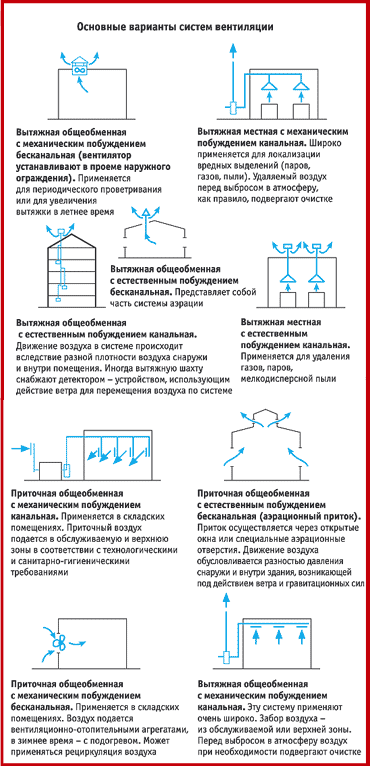 Основные варианты систем вентиляции
Вытяжная общеобменная
с механическим побуждением
бесканальная (вентилятор
устанавливают в проеме наружного
ограждения). Применяется
для периодического проветривания
или для увеличения
вытяжки в летнее время
Вытяжная местная с механическим
побуждением канальная. Широко
применяется для локализации
вредных выделений (паров,
газов, пыли). Удаляемый воздух
перед выбросом в атмосферу,
как правило, подвергают очистке
Вытяжная общеобменная
с естественным побуждением
бесканальная. Представляет собой
часть системы аэрации
Вытяжная общеобменная
с естественным побуждением канальная.
Движение воздуха в системе происходит
вследствие разной плотности воздуха снаружи
и внутри помещения. Иногда вытяжную шахту
снабжают детектором – устройством, использующим
действие ветра для перемещения воздуха по системе
Вытяжная местная
с естественным
побуждением канальная.
Применяется для удаления
газов, паров,
мелкодисперсной пыли
Приточная общеобменная
с механическим побуждением
канальная. Применяется в складских
помещениях. Приточный воздух
подается в обслуживаемую и верхнюю
зоны в соответствии с технологическими
и санитарно-гигиеническими
требованиями
Приточная общеобменная
с естественным побуждением
бесканальная (аэрационный приток).
Приток осуществляется через открытые
окна или специальные аэрационные
отверстия. Движение воздуха
обусловливается разностью давления
снаружи и внутри здания, возникающей
под действием ветра и гравитационных сил
Приточная общеобменная
с механическим побуждением
бесканальная. Применяется в складских
помещениях. Воздух подается
вентиляционно-отопительными агрегатами,
в зимнее время – с подогревом. Может
применяться рециркуляция воздуха
Вытяжная общеобменная
с механическим побуждением
канальная. Эту систему применяют
очень широко. Забор воздуха –
из обслуживаемой или верхней зоны.
Перед выбросом в атмосферу воздух
при необходимости подвергают очистке